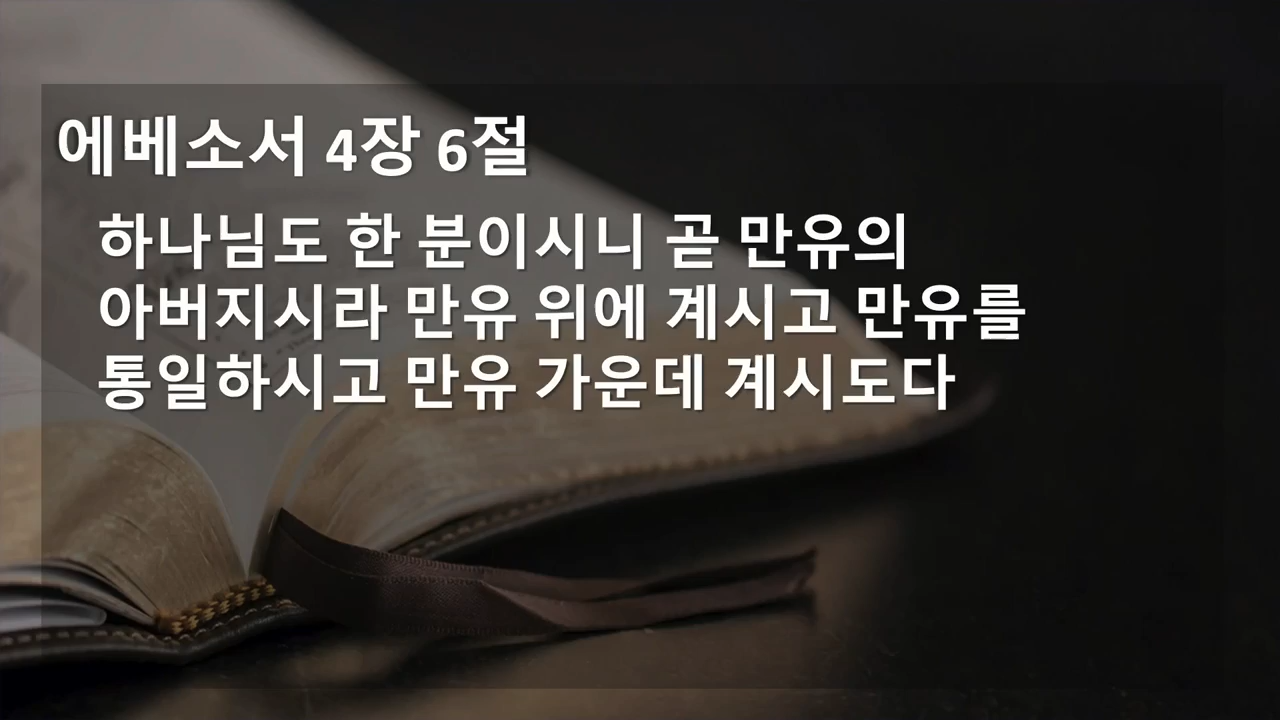 에베소서 4장 6절
하나님도 한 분이시니 곧 만유의
아버지시라 만유 위에 계시고 만유를
통일하시고 만유 가운데 계시도다